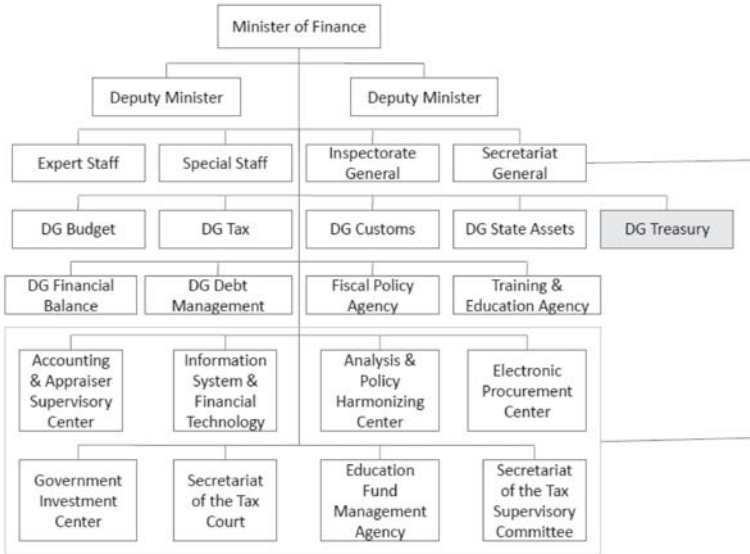 Minister of Finance
Deputy Minister
Deputy Minister
Expert Staff
Special Staff
Inspectorate
General
Secretariat
General
DG Budget
DG Tax
DG Customs
DG State Assets
DG Treasury
DG Financial
Balance
DG Debt
Management
Fiscal Policy
Agency
Training &
Education Agency
Accounting
& Appraiser
Supervisory
Center
Information
System &
Financial
Technology
Analysis &
Policy
Harmonizing
Center
Electronic
Procurement
Center
Government
Investment
Center
Secretariat
of the Tax
Court
Education
Fund
Management
Agency
Secretariat
of the Tax
Supervisory
Committee